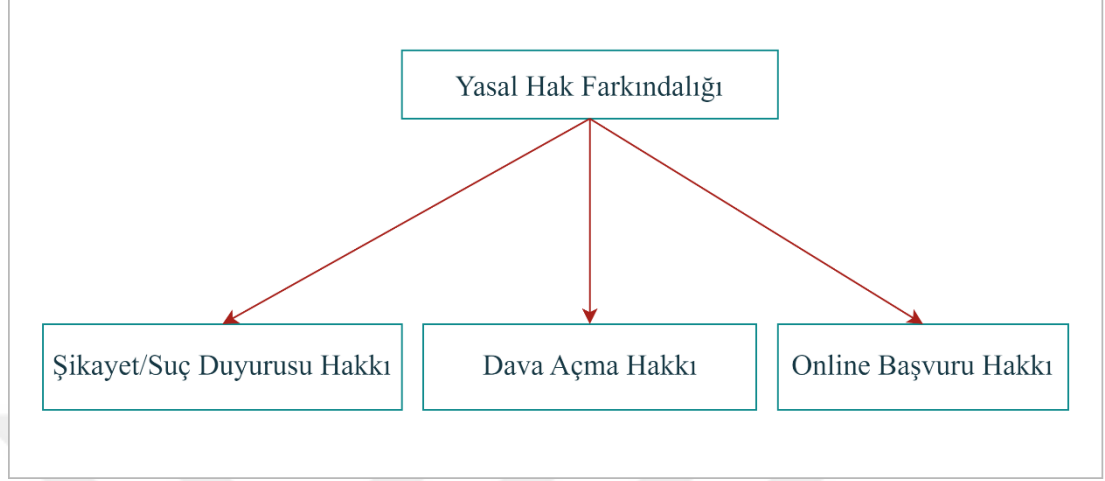 Yasal Hak Farkındalığı
Şikayet/Suç Duyurusu Hakkı
Dava Açma Hakkı
Online Başvuru Hakkı